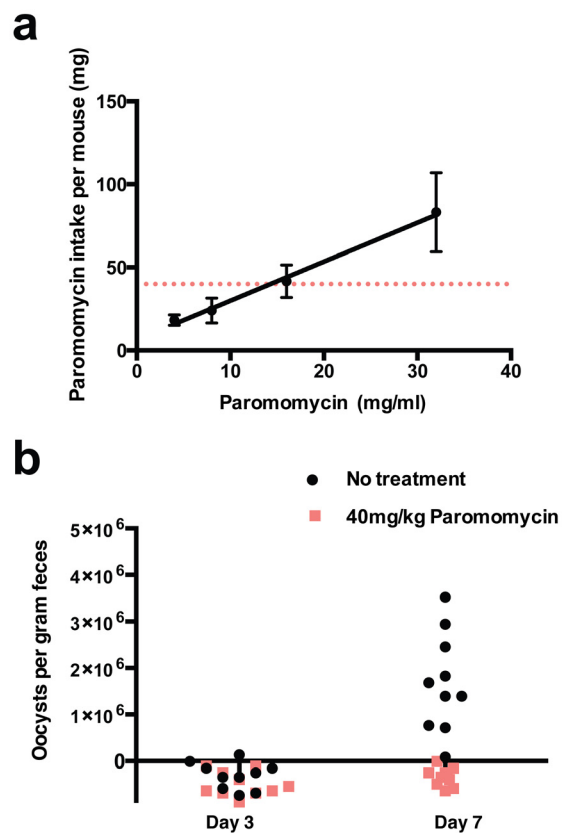 a
Paromomycin intake per mouse (mg)
150
100
50
0
0 10 20 30 40
Paromomycin (mg/ml)
b
No treatment
40mg/kg Paromomycin
Oocysts per gram feces
5×10⁶
4×10⁶
3×10⁶
2×10⁶
1×10⁶
0
Day 3 Day 7